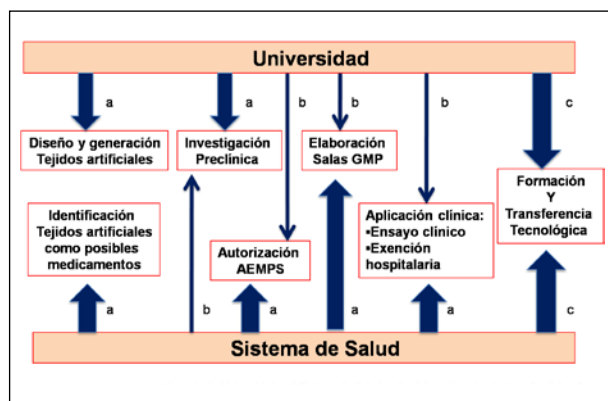 Universidad
a
a
b
b
b
c
Diseño y generación
Tejidos artificiales
Investigación
Preclínica
Elaboración
Salas GMP
Formación
Y
Transferencia
Tecnológica
Identificación
Tejidos artificiales
como posibles
medicamentos
Autorización
AEMPS
Aplicación clínica:
▪Ensayo clínico
▪Exención
hospitalaria
a
b
a
a
a
c
Sistema de Salud